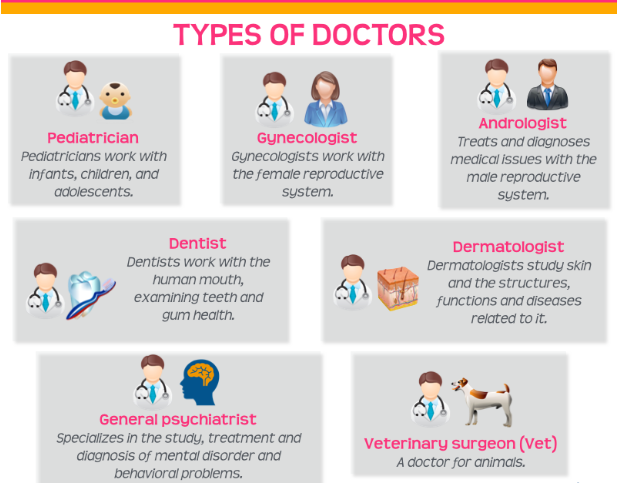 TYPES OF DOCTORS
Pediatrician
Pediatricians work with
infants, children, and
adolescents.
Gynecologist
Gynecologists work with
the female reproductive
system.
Andrologist
Treats and diagnoses
medical issues with the
male reproductive
system.
Dentist
Dentists work with the
human mouth,
examining teeth and
gum health.
Dermatologist
Dermatologists study skin
and the structures,
functions and diseases
related to it.
General psychiatrist
Specializes in the study, treatment and
diagnosis of mental disorder and
behavioral problems.
Veterinary surgeon (Vet)
A doctor for animals.